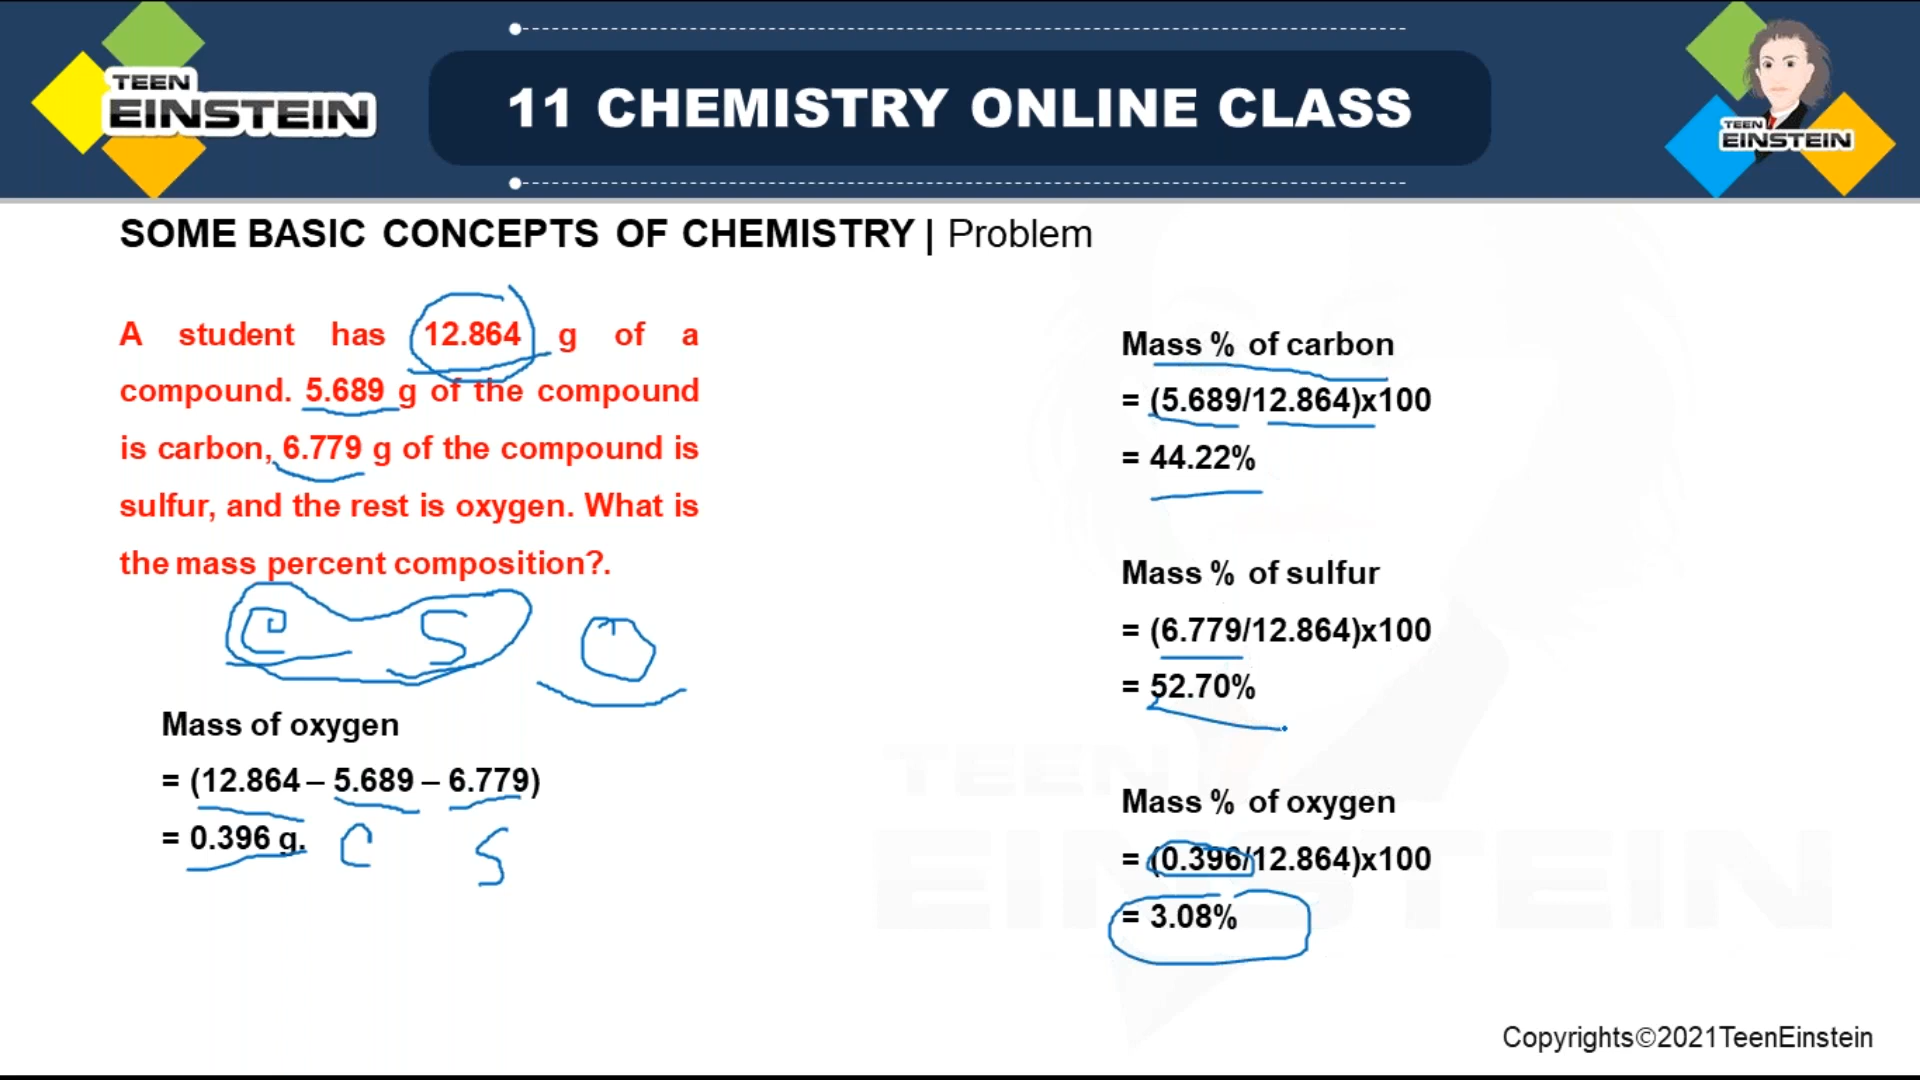 TEEN
EINSTEIN
11 CHEMISTRY ONLINE CLASS
TEEN
EINSTEIN
SOME BASIC CONCEPTS OF CHEMISTRY | Problem
A student has 12.864 g of a
compound. 5.689 g of the compound
is carbon, 6.779 g of the compound is
sulfur, and the rest is oxygen. What is
the mass percent composition?.
C S O
Mass of oxygen
= (12.864 – 5.689 – 6.779)
= 0.396 g.
C S
Mass % of carbon
= (5.689/12.864)x100
= 44.22%
Mass % of sulfur
= (6.779/12.864)x100
= 52.70%
Mass % of oxygen
= (0.396/12.864)x100
= 3.08%
TEEN
EINSTEIN
Copyrights©2021TeenEinstein